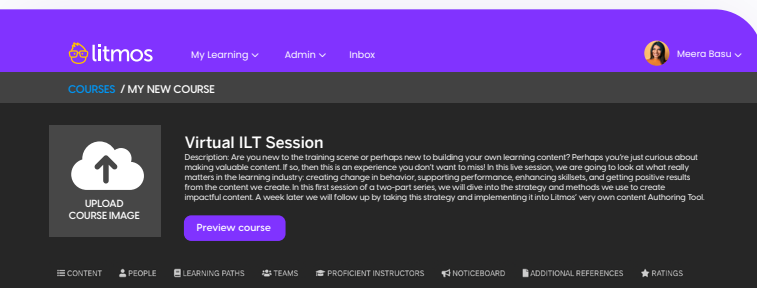 litmos My Learning Admin Inbox Meera Basu
COURSES / MY NEW COURSE
Virtual ILT Session
Description: Are you new to the training scene or perhaps new to building your own learning content? Perhaps you're just curious about
making valuable content. If so, then this is an experience you don't want to miss! In this live session, we are going to look at what really
matters in the learning industry: creating change in behavior, supporting performance, enhancing skillsets, and getting positive results
from the content we create. In this first session of a two-part series, we will dive into the strategy and methods we use to create
impactful content. A week later we will follow up by taking this strategy and implementing it into Litmos' very own content Authoring Tool.
UPLOAD
COURSE IMAGE
Preview course
CONTENT PEOPLE LEARNING PATHS TEAMS PROFICIENT INSTRUCTORS NOTICEBOARD ADDITIONAL REFERENCES RATINGS